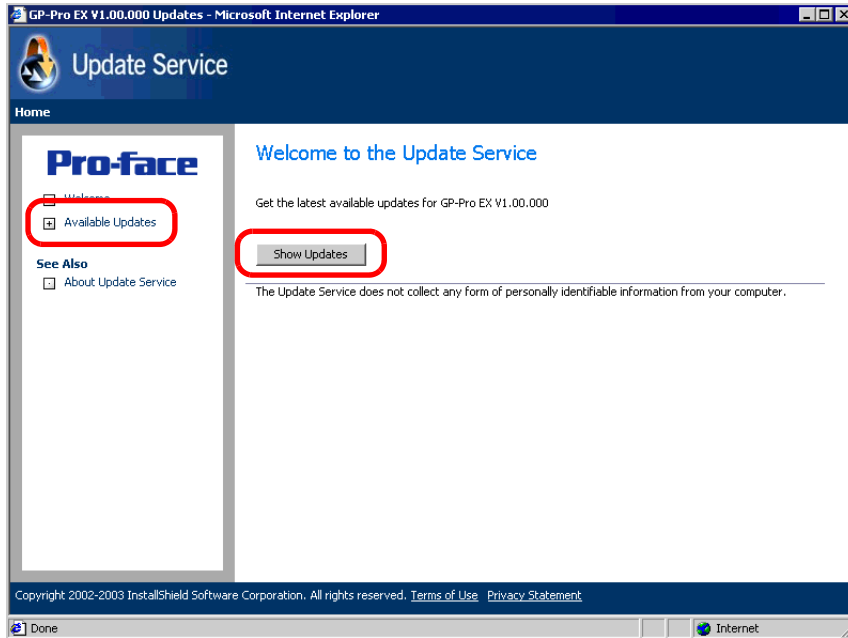 GP-Pro EX V1.00.000 Updates - Microsoft Internet Explorer
Update Service
Home
Pro-face
Welcome
Available Updates
See Also
About Update Service
Welcome to the Update Service
Get the latest available updates for GP-Pro EX V1.00.000
Show Updates
The Update Service does not collect any form of personally identifiable information from your computer.
Copyright 2002-2003 InstallShield Software Corporation. All rights reserved. Terms of Use Privacy Statement
Done
Internet